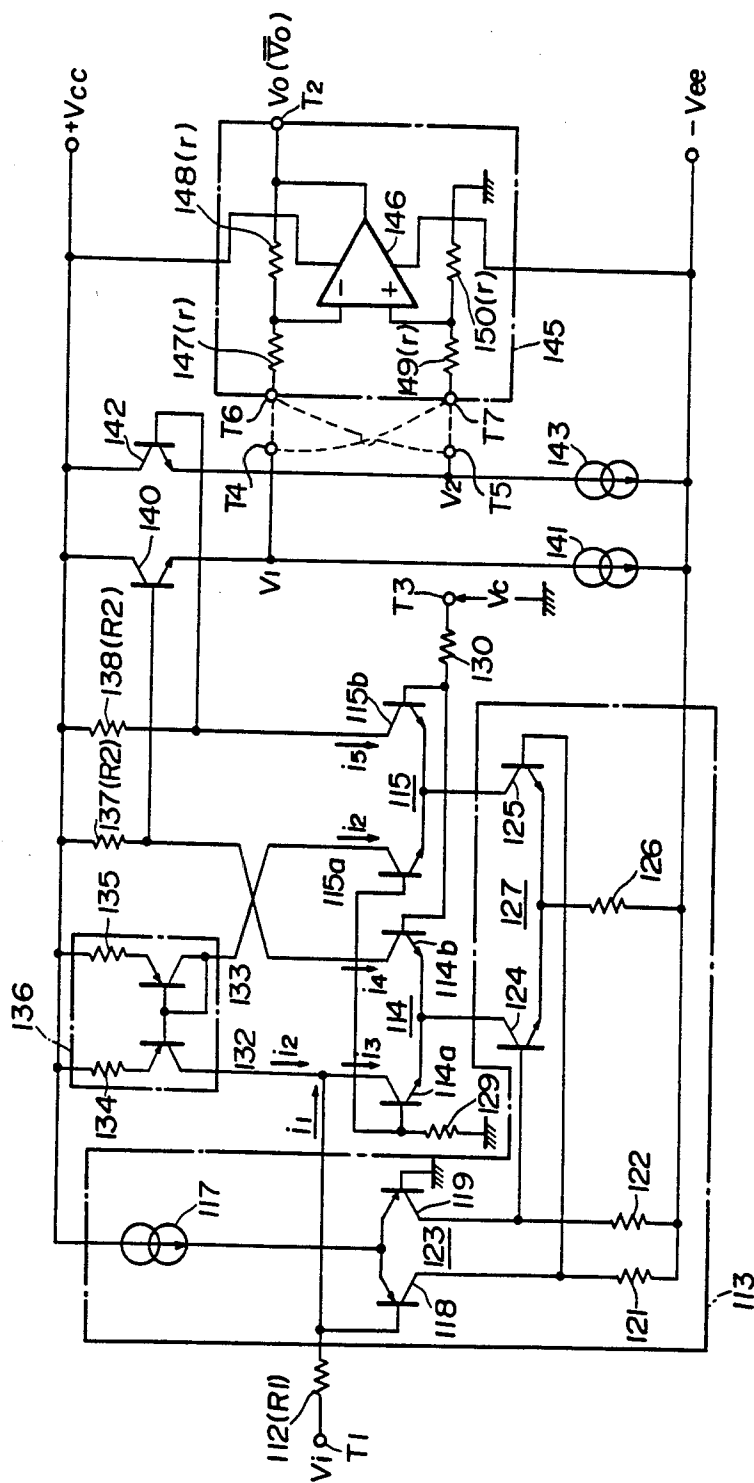 +Vcc
-Vee
Vo(V̄o)
T2
148(r)
147(r)
146
-
+
150(r)
149(r)
145
T6
T7
T4
T5
142
140
V1
V2
143
141
138(R2)
137(R2)
T3
Vc
130
135
136
134
133
132
i2
i1
i3
i4
i2
i5
115b
115
115a
114b
114
114a
129
125
127
124
126
117
119
123
118
122
121
113
112(R1)
Vi
T1